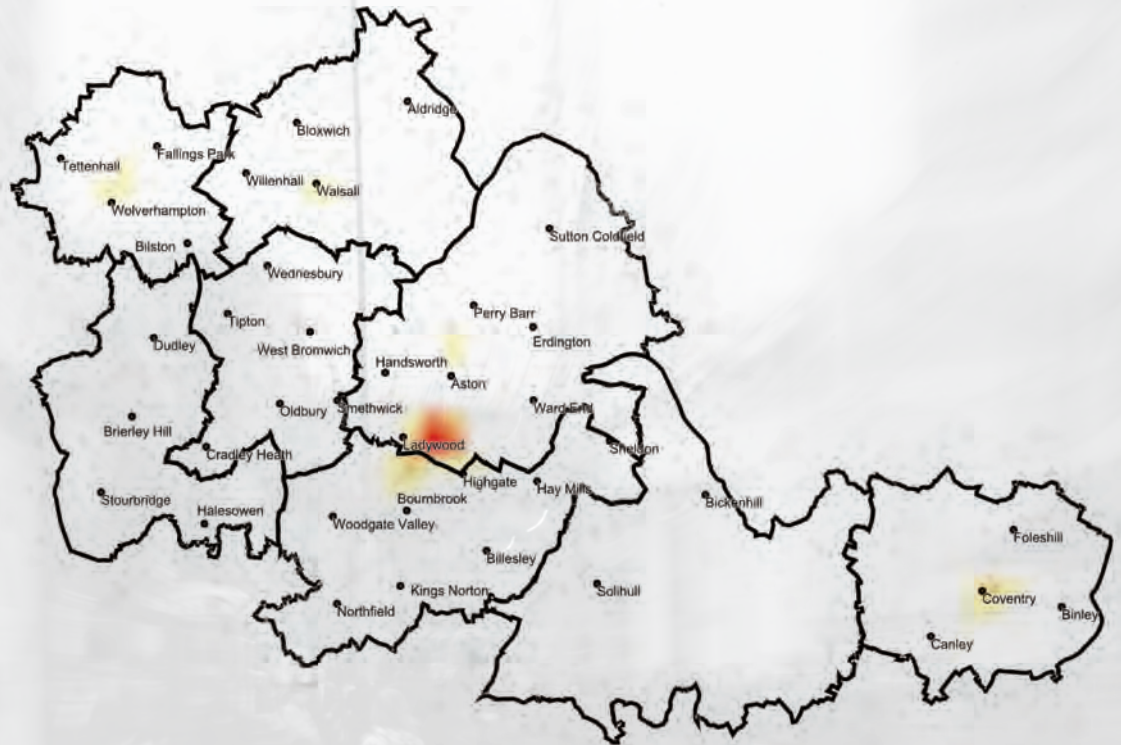 Aldridge
Bloxwich
Fallings Park
Tettenhall
Willenhall
Walsall
Wolverhampton
Sutton Coldfield
Bilston
Wednesbury
Perry Barr
Tipton
Erdington
West Bromwich
Dudley
Handsworth
Aston
Oldbury
Smethwick
Ward End
Brierley Hill
Ladywood
Sheldon
Cradley Heath
Highgate
Hay Mills
Stourbridge
Bournbrook
Bickenhill
Halesowen
Woodgate Valley
Foleshill
Billesley
Kings Norton
Solihull
Coventry
Northfield
Binley
Canley